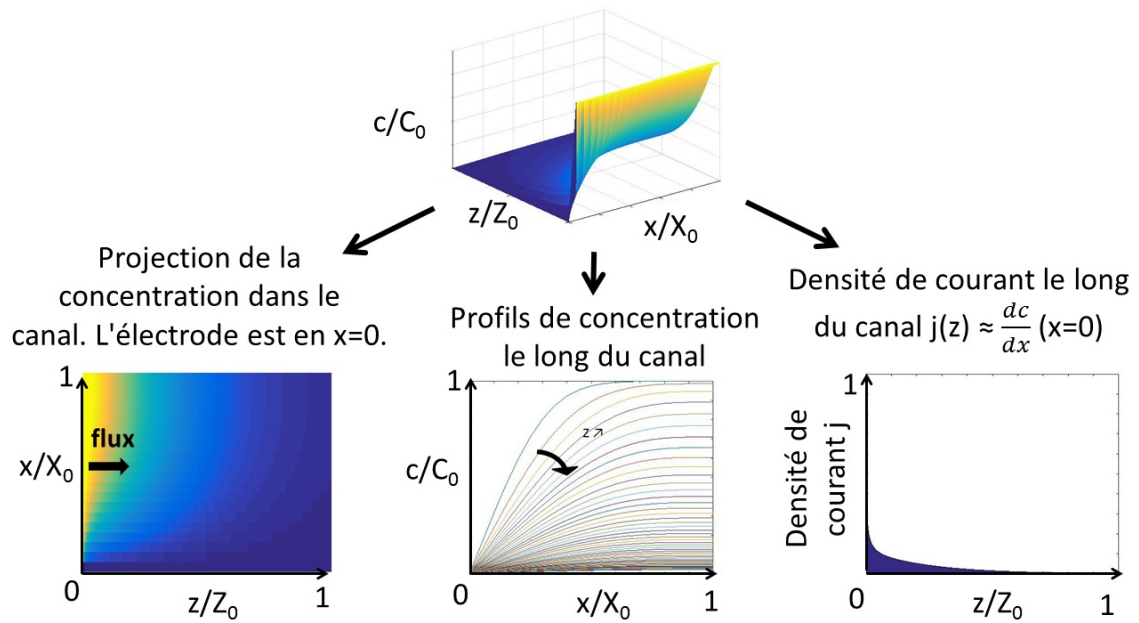 c/C₀
z/Z₀
x/X₀
Projection de la
concentration dans le
canal. L'électrode est en x=0.
1
flux
x/X₀
0
z/Z₀
1
Profils de concentration
le long du canal
1
z ↗
c/C₀
0
x/X₀
1
Densité de courant le long
du canal j(z) ≈ dc/dx (x=0)
1
Densité de
courant j
0
z/Z₀
1